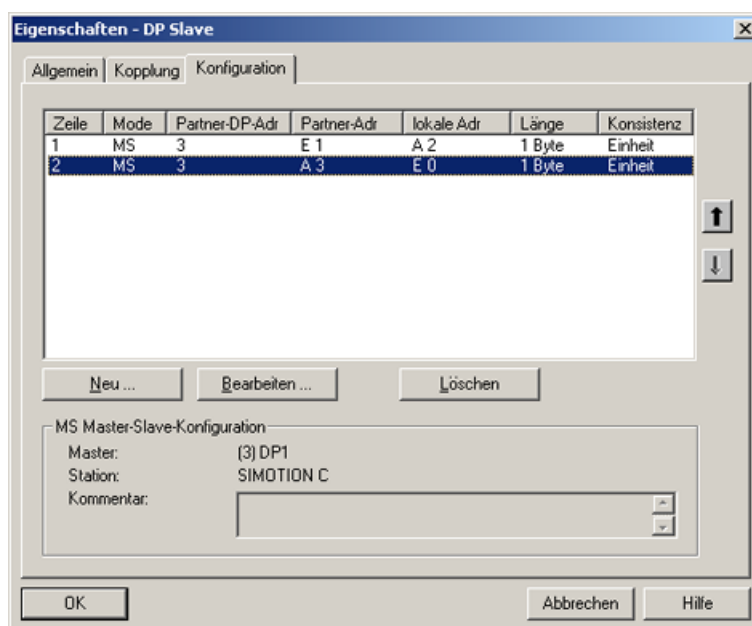 Eigenschaften - DP Slave
Allgemein Kopplung Konfiguration
Zeile Mode Partner-DP-Adr Partner-Adr lokale Adr Länge Konsistenz
1 MS 3 E 1 A 2 1 Byte Einheit
2 MS 3 A 3 E 0 1 Byte Einheit
Neu ... Bearbeiten ... Löschen
MS Master-Slave-Konfiguration
Master: (3) DP1
Station: SIMOTION C
Kommentar:
OK Abbrechen Hilfe